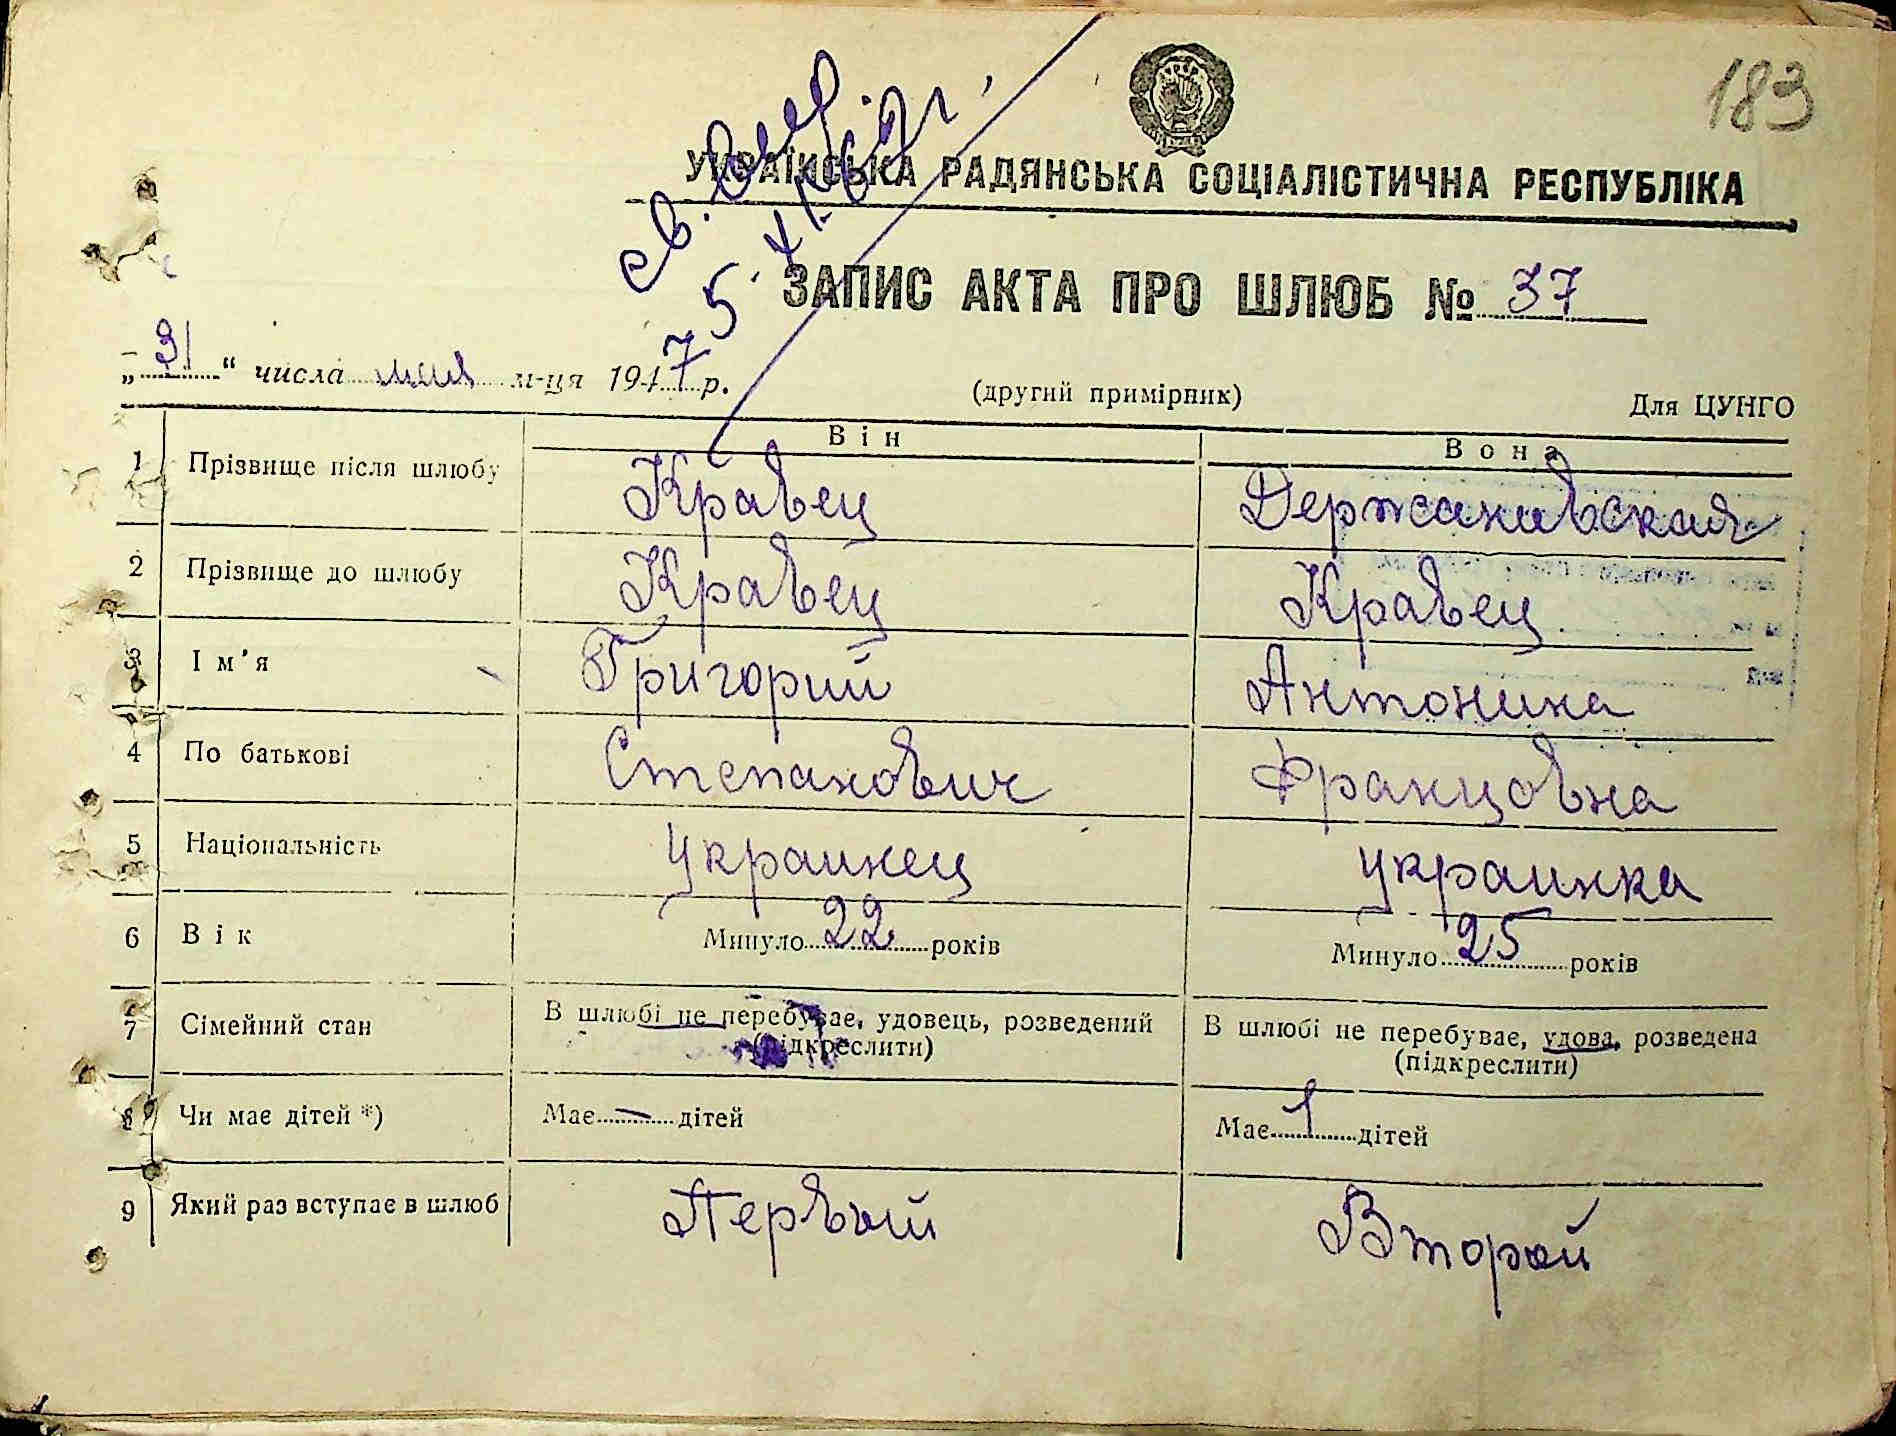 183
УКРАЇНСЬКА РАДЯНСЬКА СОЦІАЛІСТИЧНА РЕСПУБЛІКА
ЗАПИС АКТА ПРО ШЛЮБ № 37
„31“ числа мая м-ця 1947 р.
(другий примірник)
Для ЦУНГО
Він Вона
1 Прізвище після шлюбу Кравец Держановская
2 Прізвище до шлюбу Кравец Кравец
3 Ім'я Григорий Антонина
4 По батькові Степанович Францовна
5 Національність Украинец Украинка
6 Вік Минуло 22 років Минуло 25 років
7 Сімейний стан В шлюбі не перебуває, удовець, розведений В шлюбі не перебуває, удова, розведена
(підкреслити) (підкреслити)
8 Чи має дітей *) Має — дітей Має 1 дітей
9 Який раз вступає в шлюб Первый Второй